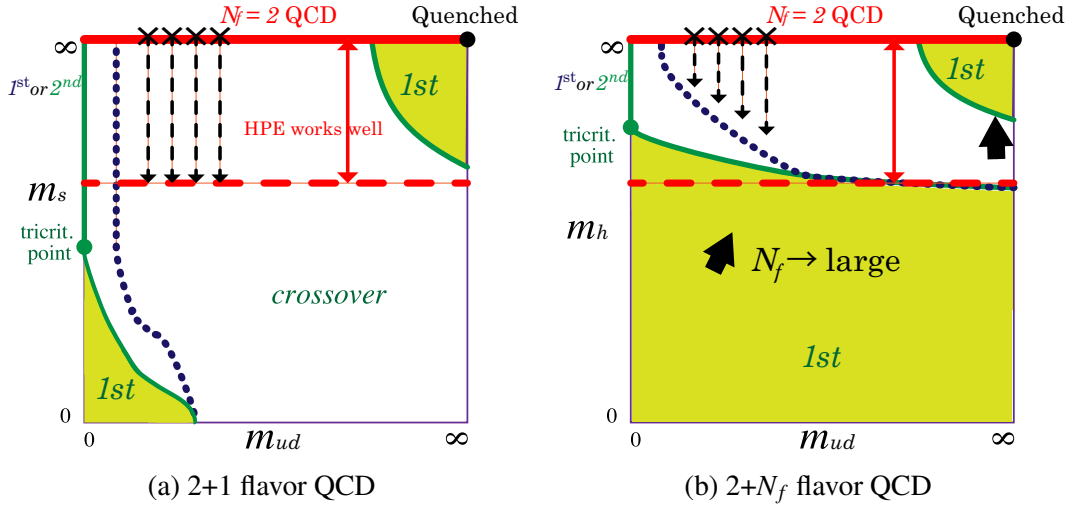 N_f = 2 QCD
Quenched
∞
1st or 2nd
1st
HPE works well
m_s
tricrit.
point
crossover
1st
0
0
m_ud
∞
(a) 2+1 flavor QCD
N_f = 2 QCD
Quenched
∞
1st or 2nd
1st
tricrit.
point
m_h
N_f → large
1st
0
0
m_ud
∞
(b) 2+N_f flavor QCD